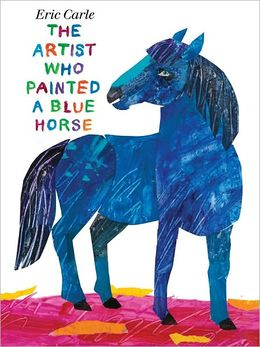 Eric Carle
THE
ARTIST
WHO
PAINTED
A BLUE
HORSE